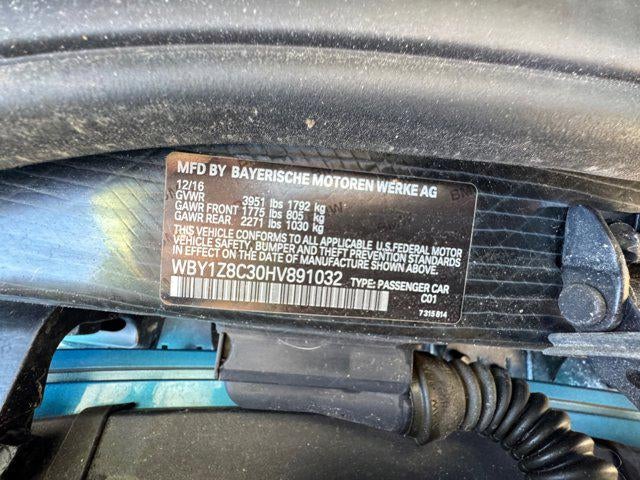 MFD BY BAYERISCHE MOTOREN WERKE AG
12/16
GVWR 3951 lbs 1792 kg
GAWR FRONT 1775 lbs 805 kg
GAWR REAR 2271 lbs 1030 kg
THIS VEHICLE CONFORMS TO ALL APPLICABLE U.S. FEDERAL MOTOR
VEHICLE SAFETY, BUMPER AND THEFT PREVENTION STANDARDS
IN EFFECT ON THE DATE OF MANUFACTURE SHOWN ABOVE.
WBY1Z8C30HV891032
TYPE: PASSENGER CAR
C01
7 315 814